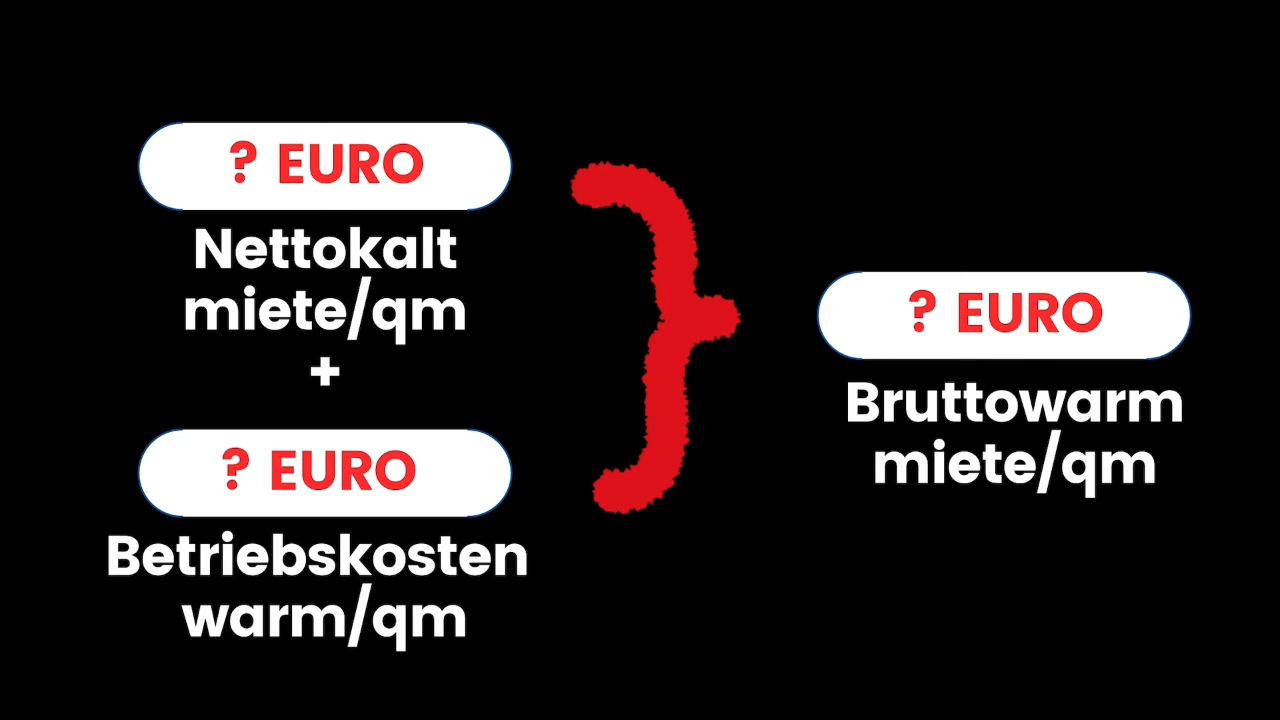 ? EURO
Nettokalt
miete/qm
+
? EURO
Betriebskosten
warm/qm
? EURO
Bruttowarm
miete/qm